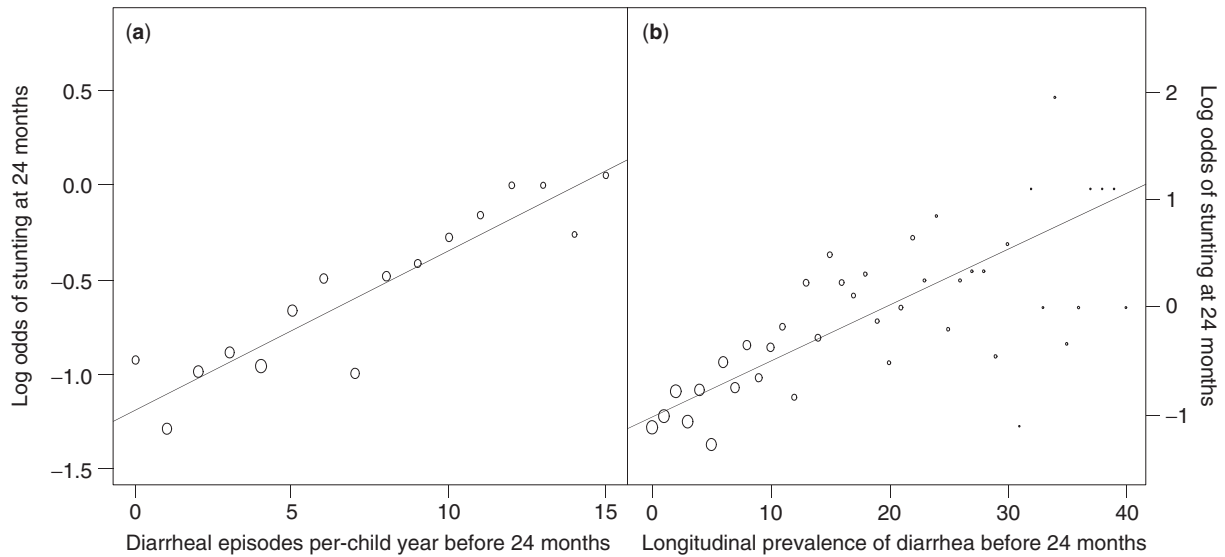 (a)
Log odds of stunting at 24 months
0.5
0.0
−0.5
−1.0
−1.5
0 5 10 15
Diarrheal episodes per-child year before 24 months
(b)
Log odds of stunting at 24 months
2
1
0
−1
0 10 20 30 40
Longitudinal prevalence of diarrhea before 24 months